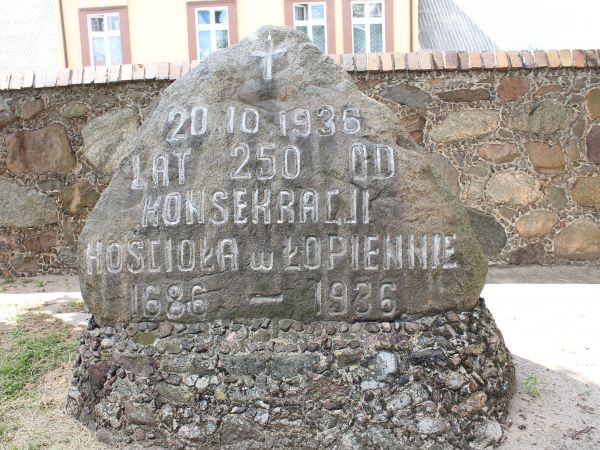 20.10.1936
LAT 250 OD
KONSEKRACJI
KOŚCIOŁA w ŁOPIENNIE
1686 – 1936